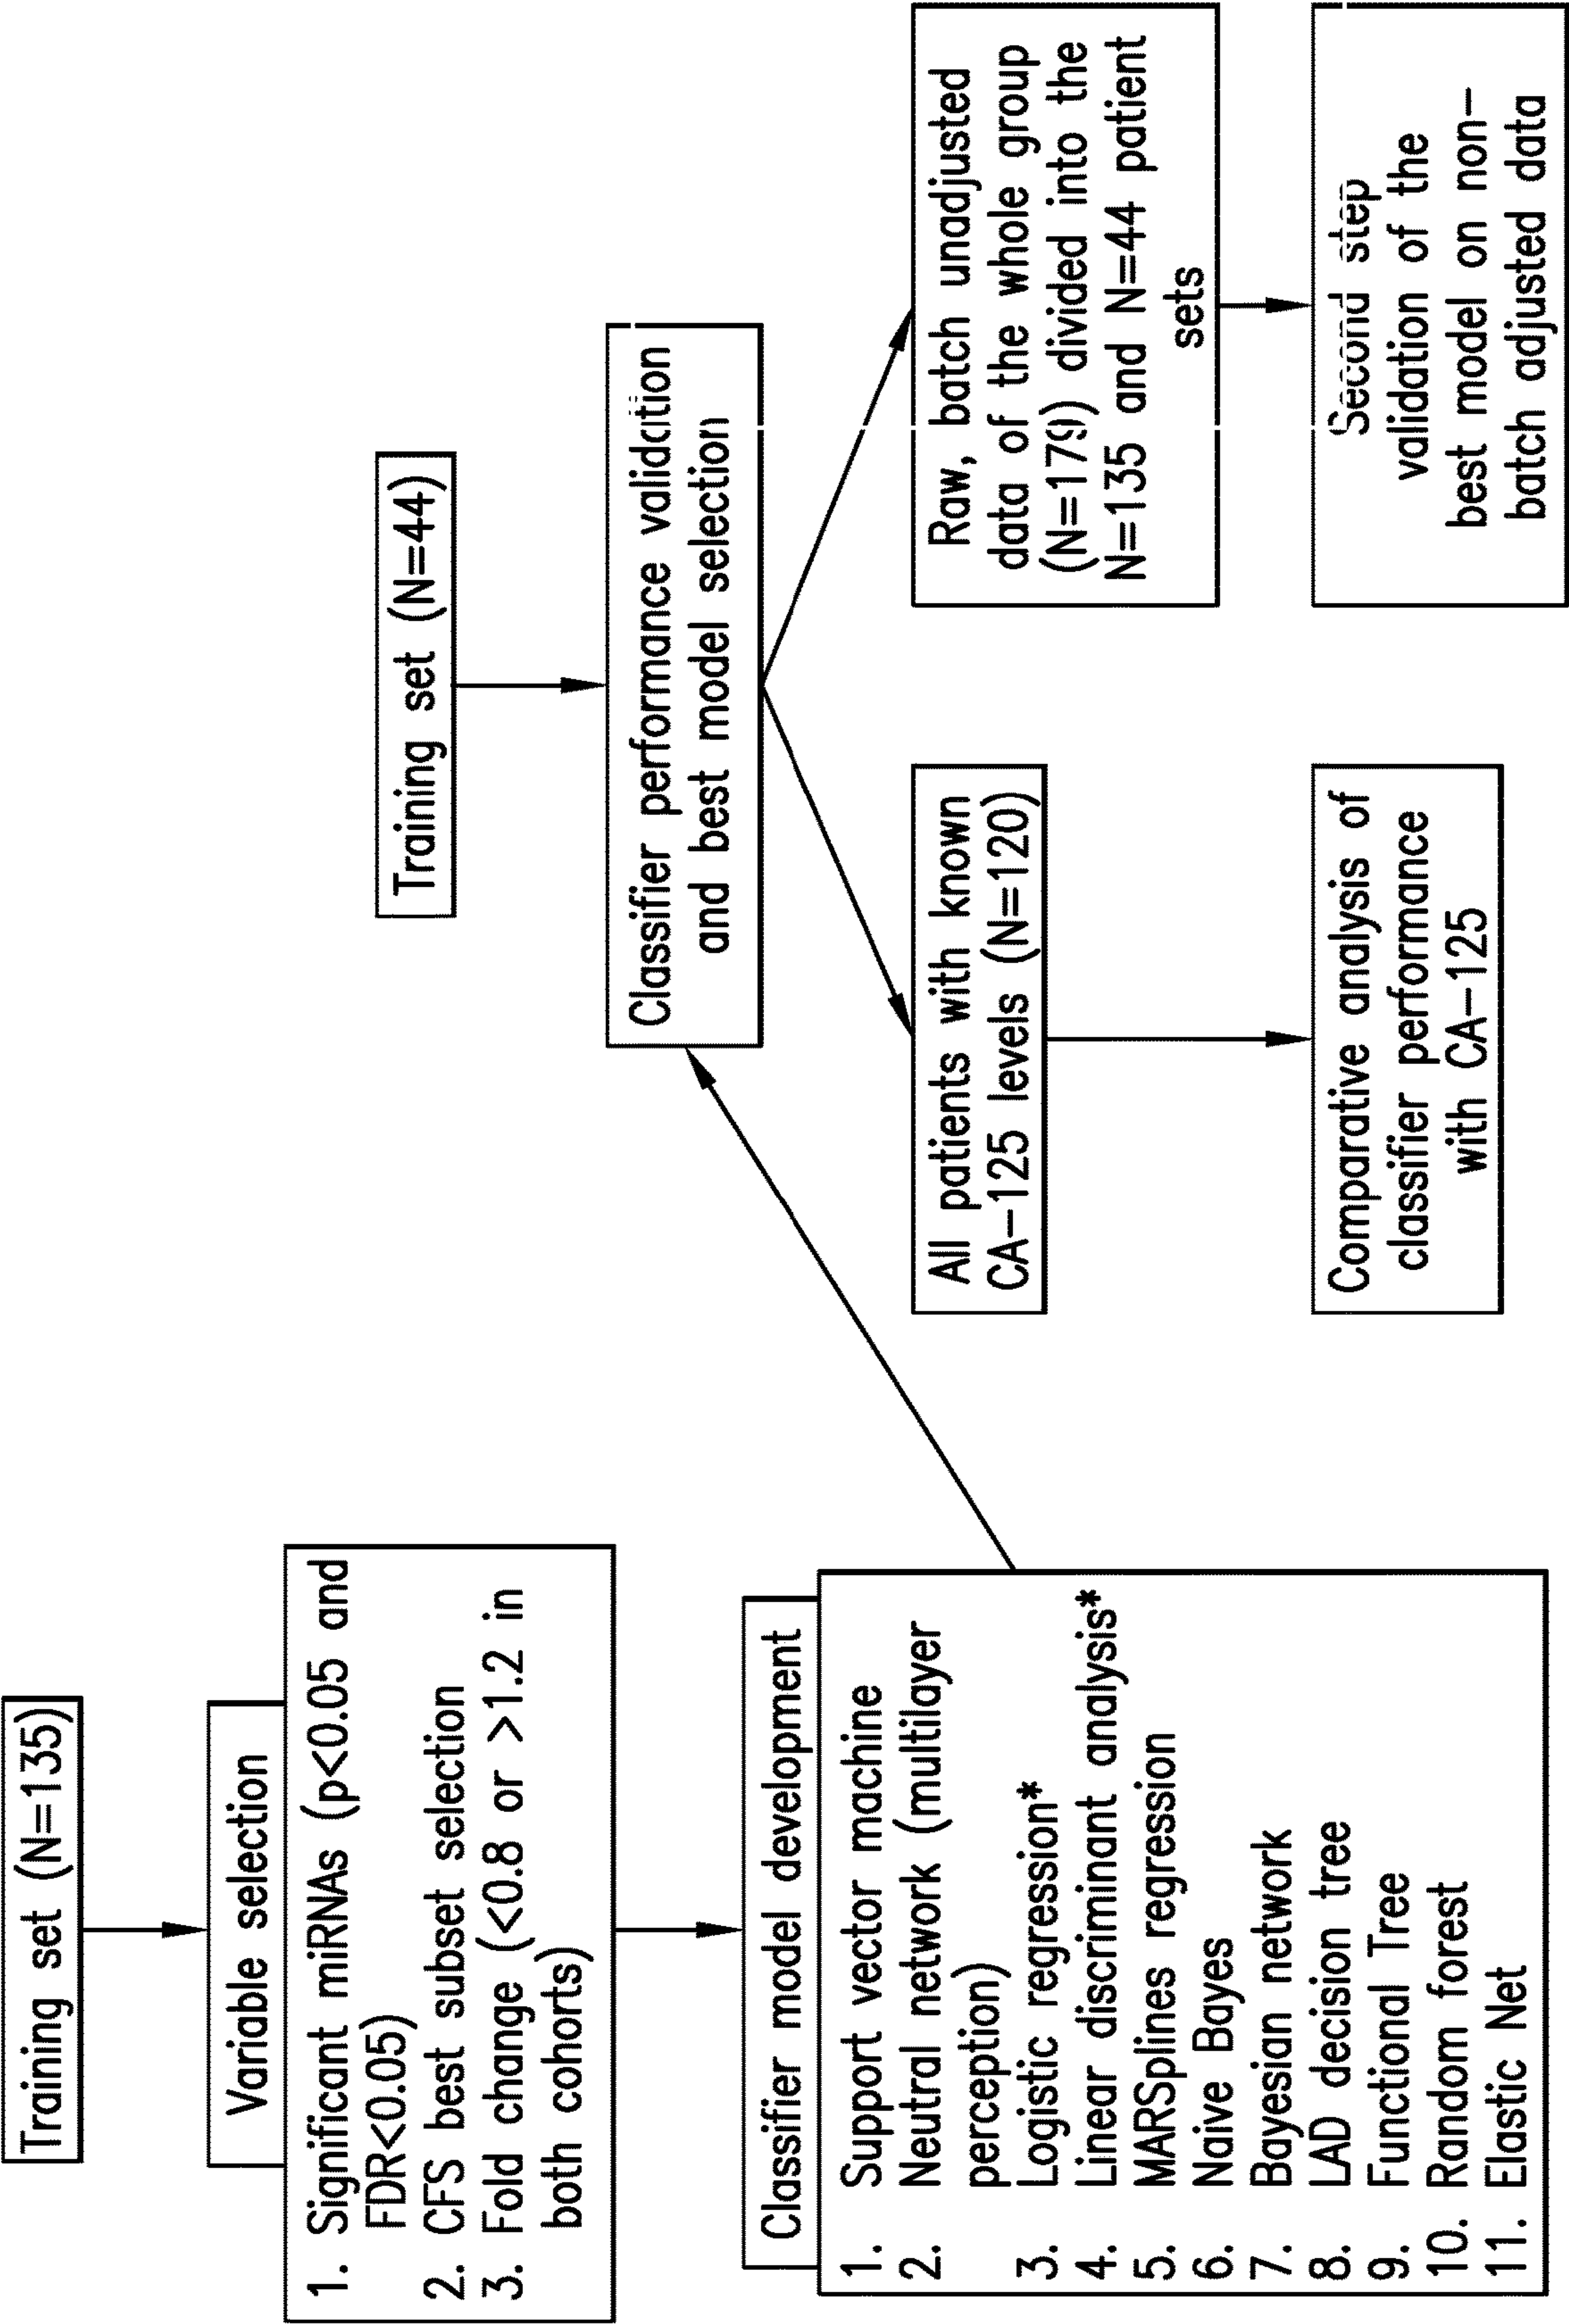 Training set (N=135)
Variable selection
1. Significant miRNAs (p<0.05 and
FDR<0.05)
2. CFS best subset selection
3. Fold change (<0.8 or >1.2 in
both cohorts)
Classifier model development
1. Support vector machine
2. Neutral network (multilayer
perception)
3. Logistic regression*
4. Linear discriminant analysis*
5. MARSplines regression
6. Naive Bayes
7. Bayesian network
8. LAD decision tree
9. Functional Tree
10. Random forest
11. Elastic Net
Training set (N=44)
Classifier performance validation
and best model selection
All patients with known
CA-125 levels (N=120)
Comparative analysis of
classifier performance
with CA-125
Raw, batch unadjusted
data of the whole group
(N=179) divided into the
N=135 and N=44 patient
sets
Second step
validation of the
best model on non-
batch adjusted data